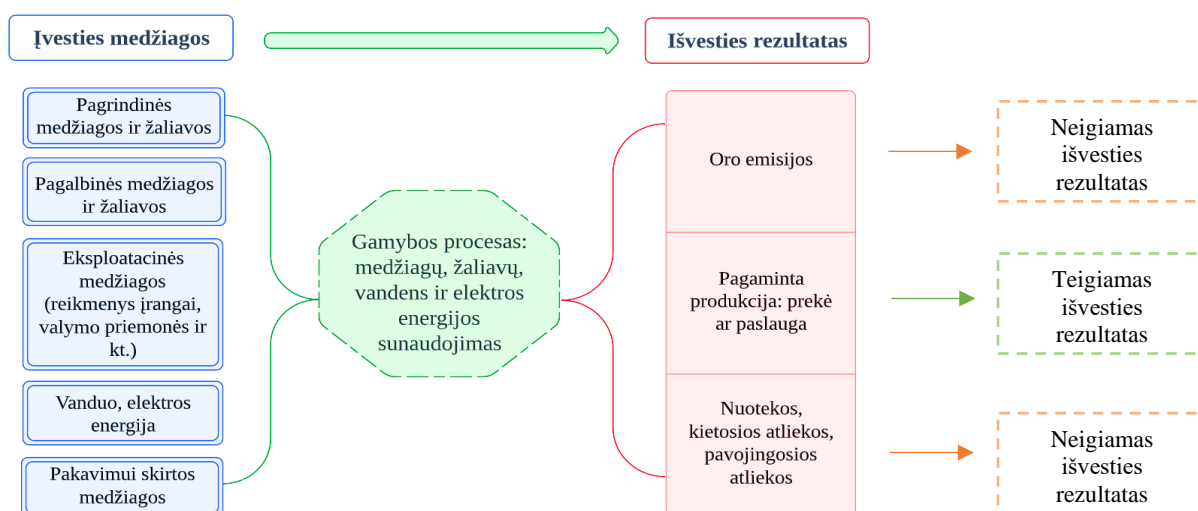 Įvesties medžiagos
Išvesties rezultatas
Pagrindinės
medžiagos ir žaliavos
Pagalbinės medžiagos
ir žaliavos
Eksploatacinės
medžiagos
(reikmenys įrangai,
valymo priemonės ir
kt.)
Vanduo, elektros
energija
Pakavimui skirtos
medžiagos
Gamybos procesas:
medžiagų, žaliavų,
vandens ir elektros
energijos
sunaudojimas
Oro emisijos
Pagaminta
produkcija: prekė
ar paslauga
Nuotekos,
kietosios atliekos,
pavojingosios
atliekos
Neigiamas
išvesties
rezultatas
Teigiamas
išvesties
rezultatas
Neigiamas
išvesties
rezultatas